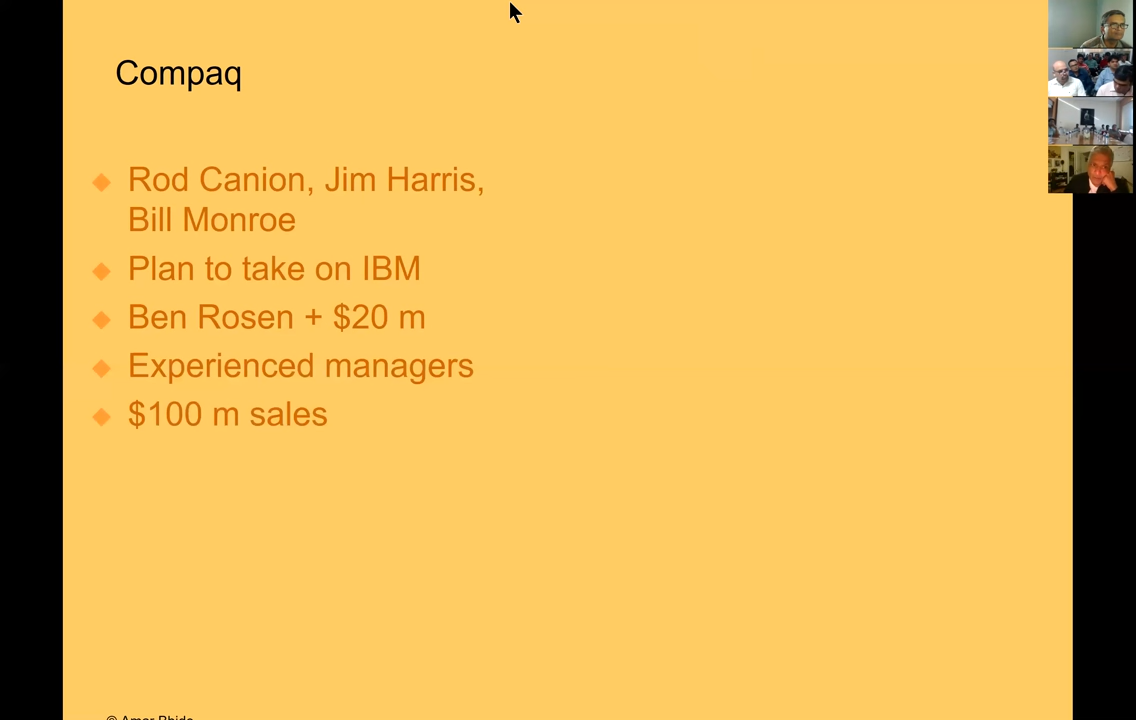 Compaq
Rod Canion, Jim Harris,
Bill Monroe
Plan to take on IBM
Ben Rosen + $20 m
Experienced managers
$100 m sales
© Amar Bhide